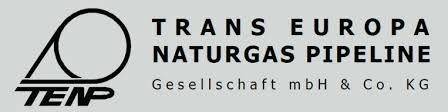 TENP
TRANS EUROPA
NATURGAS PIPELINE
Gesellschaft mbH & Co. KG